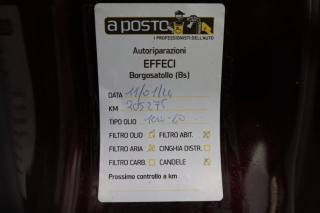 a posto
I PROFESSIONISTI DELL'AUTO
Autoriparazioni
EFFECI
Borgosatollo (Bs)
DATA 11/01/24
KM 205275
TIPO OLIO 10W-40
FILTRO OLIO FILTRO ABIT.
FILTRO ARIA CINGHIA DISTR.
FILTRO CARB. CANDELE
Prossimo controllo a km